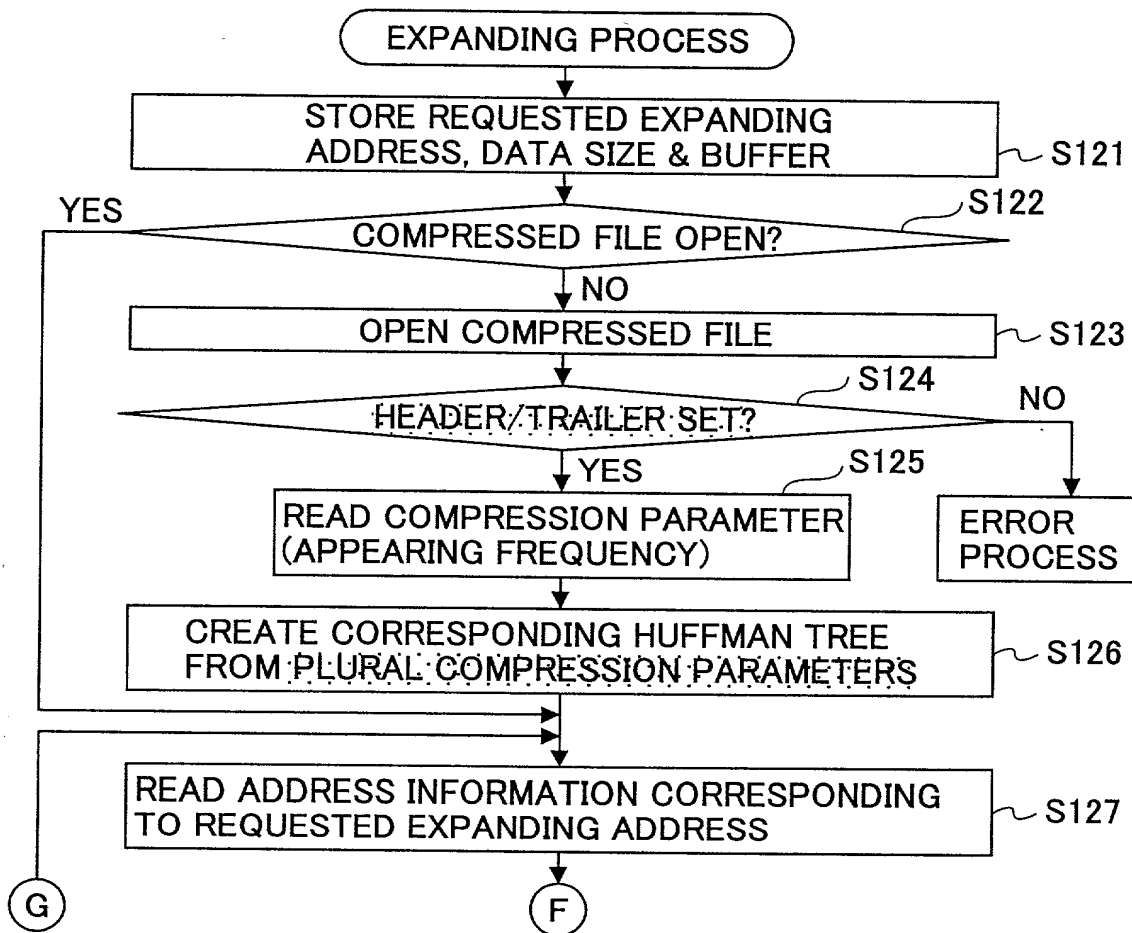 EXPANDING PROCESS
STORE REQUESTED EXPANDING
ADDRESS, DATA SIZE & BUFFER
S121
YES
S122
COMPRESSED FILE OPEN?
NO
OPEN COMPRESSED FILE
S123
S124
HEADER/TRAILER SET?
NO
YES
S125
READ COMPRESSION PARAMETER
(APPEARING FREQUENCY)
ERROR
PROCESS
CREATE CORRESPONDING HUFFMAN TREE
FROM PLURAL COMPRESSION PARAMETERS
S126
READ ADDRESS INFORMATION CORRESPONDING
TO REQUESTED EXPANDING ADDRESS
S127
G
F